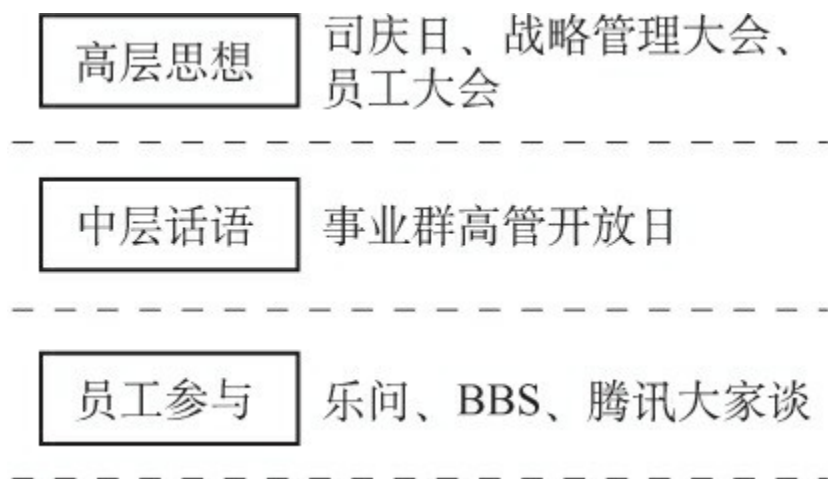 高层思想
司庆日、战略管理大会、
员工大会
中层话语
事业群高管开放日
员工参与
乐问、BBS、腾讯大家谈